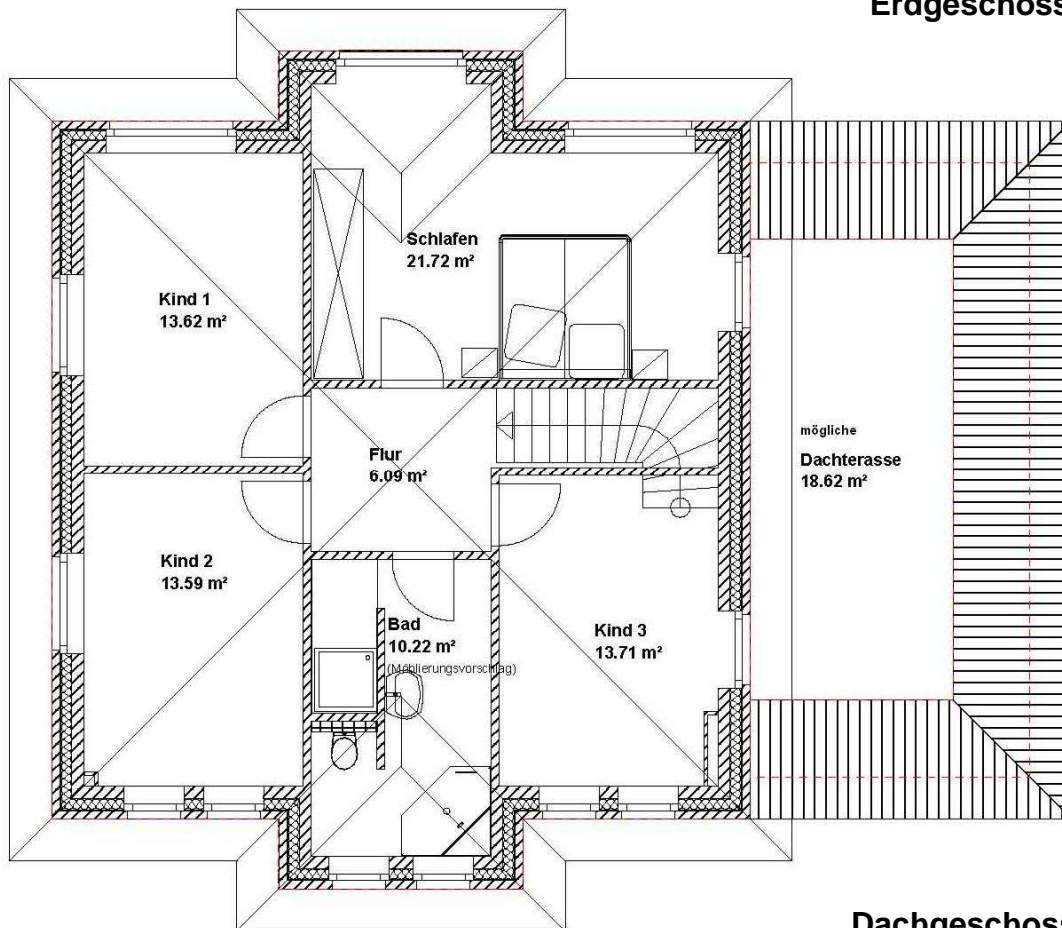 Erdgeschoss
Schlafen
21.72 m²
Kind 1
13.62 m²
mögliche
Dachterasse
18.62 m²
Flur
6.09 m²
Kind 2
13.59 m²
Bad
10.22 m²
(Möblierungsvorschlag)
Kind 3
13.71 m²
Dachgeschoss